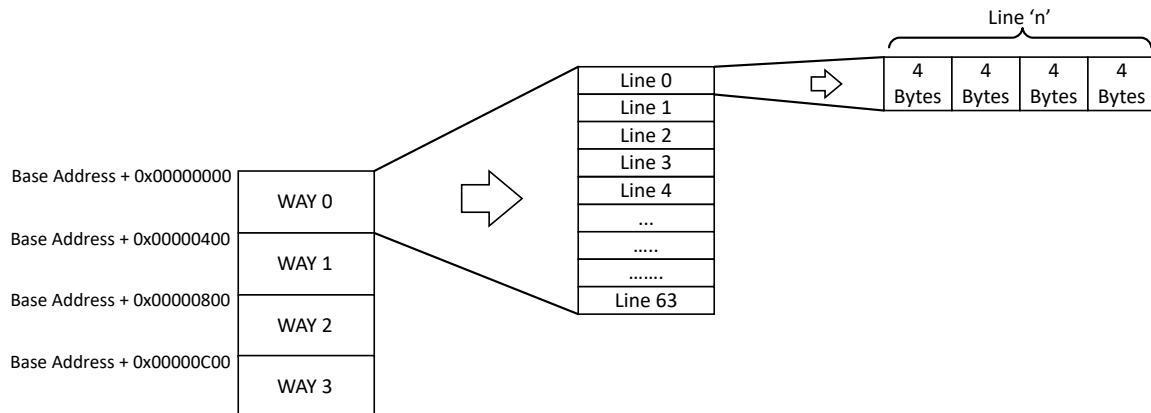 Base Address + 0x00000000
Base Address + 0x00000400
Base Address + 0x00000800
Base Address + 0x00000C00
WAY 0
WAY 1
WAY 2
WAY 3
Line 0
Line 1
Line 2
Line 3
Line 4
...
.....
.......
Line 63
Line ‘n’
4 Bytes
4 Bytes
4 Bytes
4 Bytes